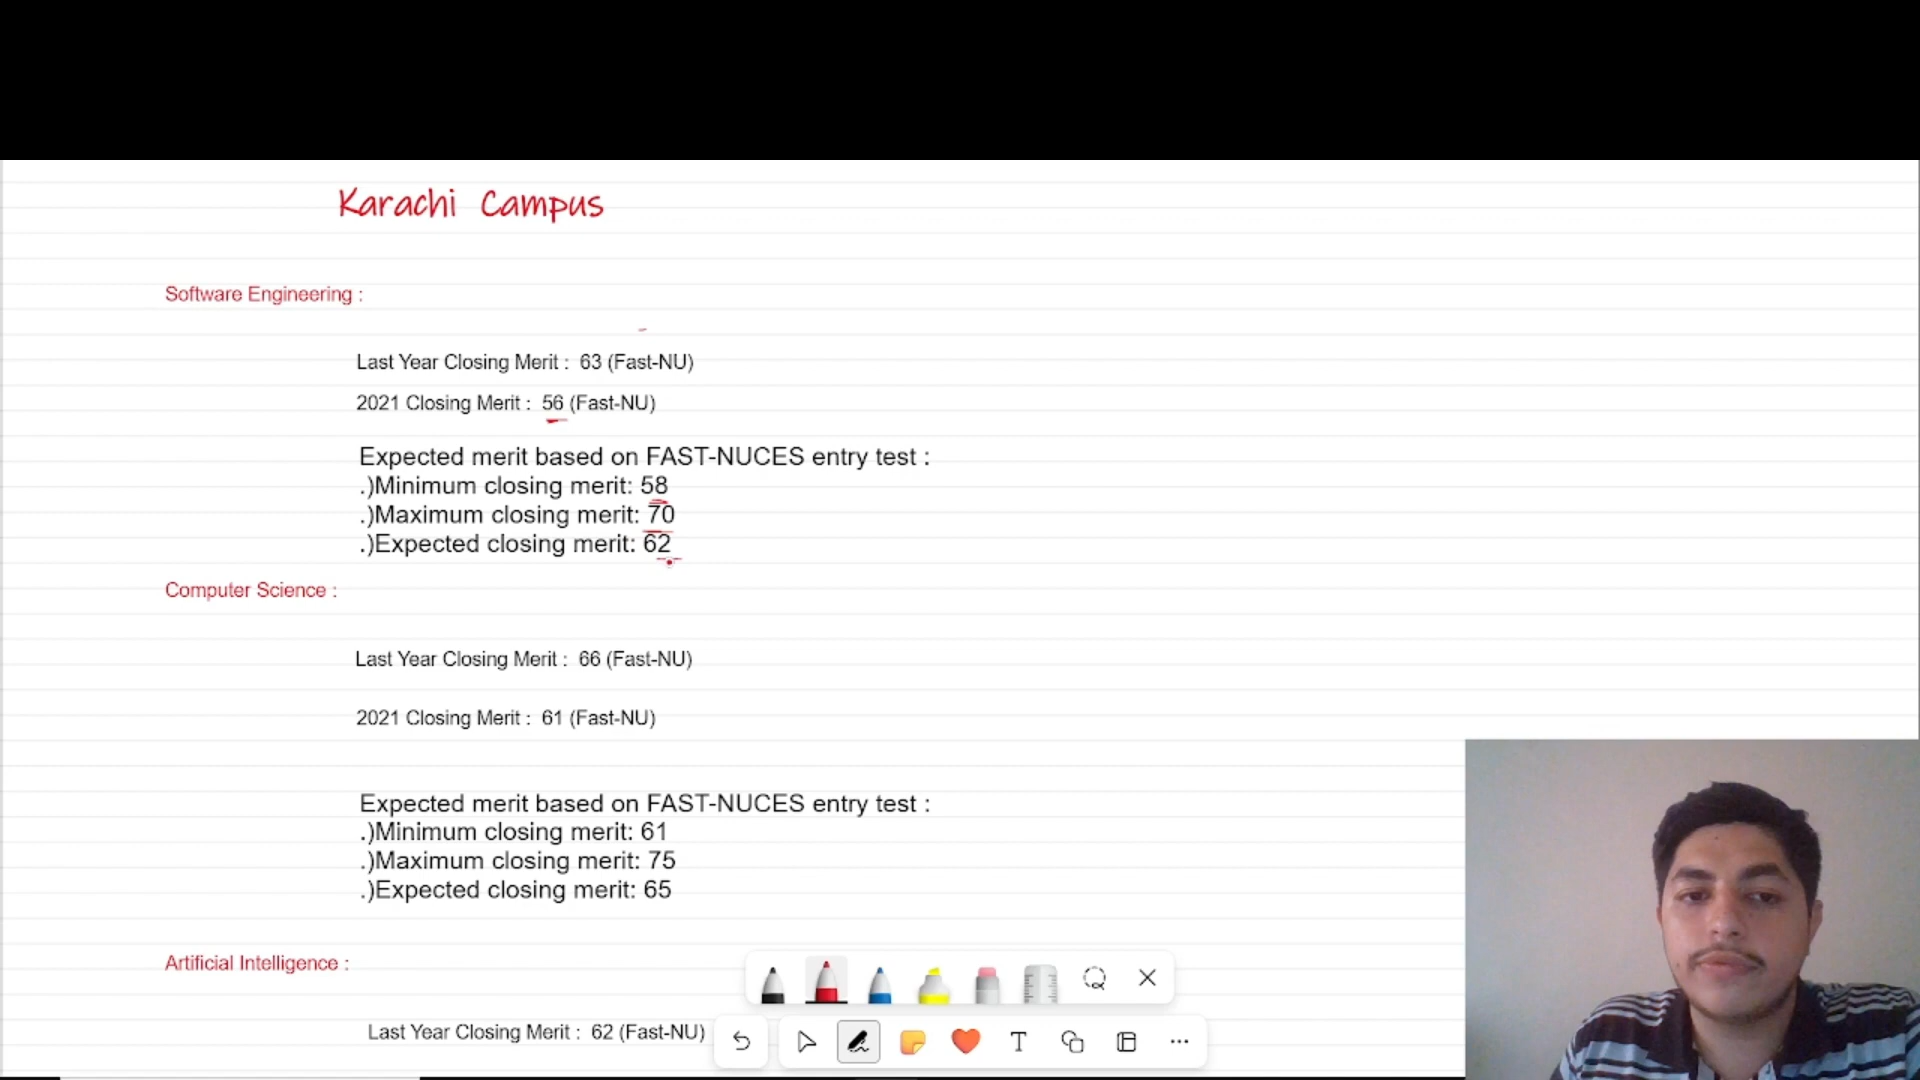 Karachi Campus
Software Engineering :
Last Year Closing Merit : 63 (Fast-NU)
2021 Closing Merit : 56 (Fast-NU)
Expected merit based on FAST-NUCES entry test :
.)Minimum closing merit: 58
.)Maximum closing merit: 70
.)Expected closing merit: 62
Computer Science :
Last Year Closing Merit : 66 (Fast-NU)
2021 Closing Merit : 61 (Fast-NU)
Expected merit based on FAST-NUCES entry test :
.)Minimum closing merit: 61
.)Maximum closing merit: 75
.)Expected closing merit: 65
Artificial Intelligence :
Last Year Closing Merit : 62 (Fast-NU)